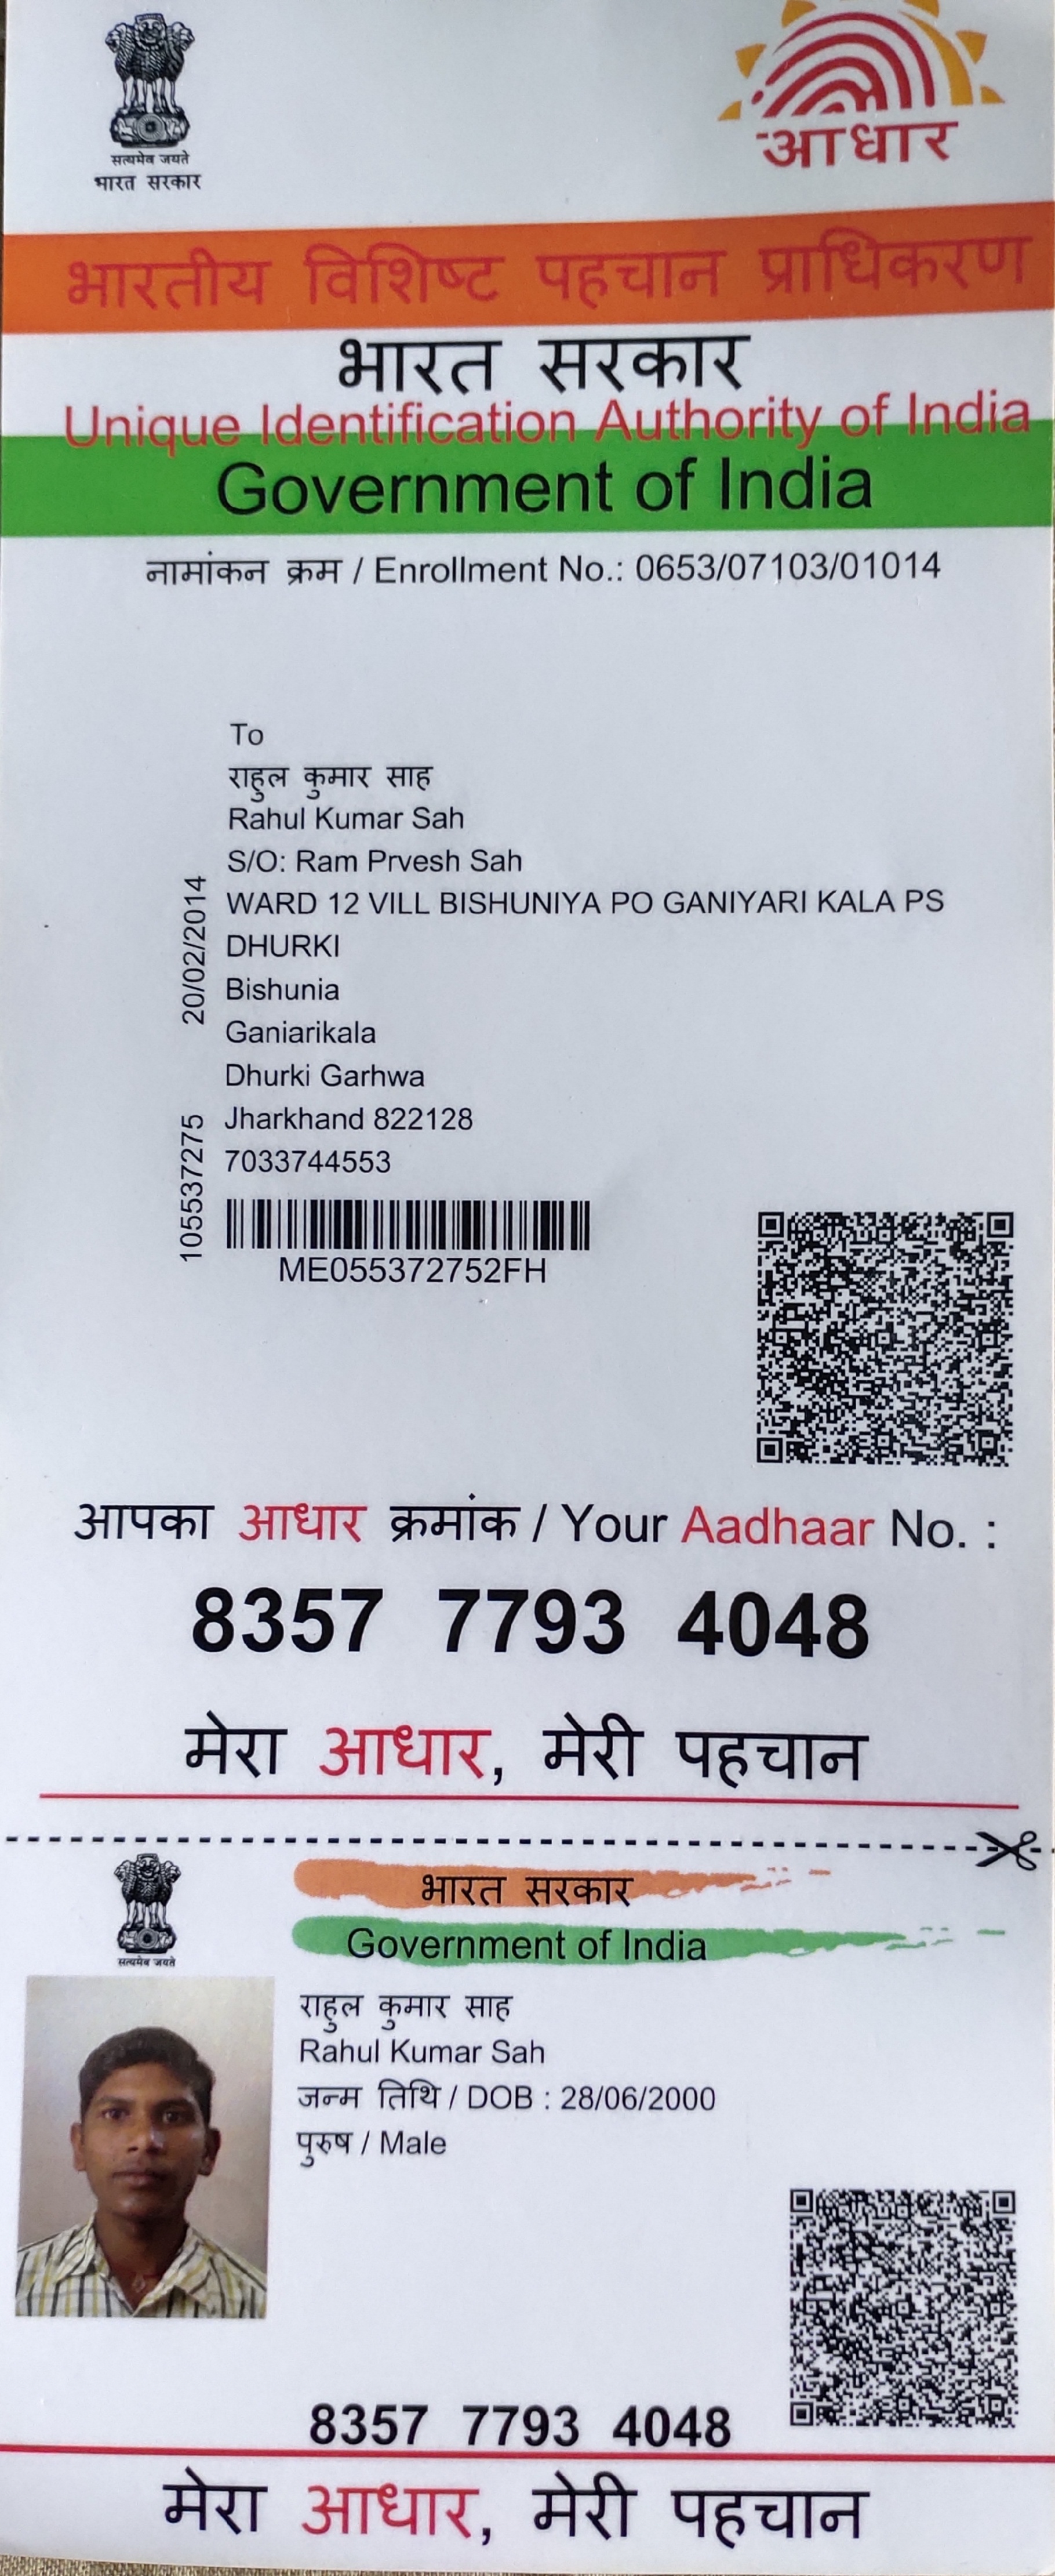 सत्यमेव जयते
भारत सरकार
आधार
भारतीय विशिष्ट पहचान प्राधिकरण
भारत सरकार
Unique Identification Authority of India
Government of India
नामांकन क्रम / Enrollment No.: 0653/07103/01014
To
राहुल कुमार साह
Rahul Kumar Sah
S/O: Ram Prvesh Sah
WARD 12 VILL BISHUNIYA PO GANIYARI KALA PS
DHURKI
Bishunia
Ganiarikala
Dhurki Garhwa
Jharkhand 822128
7033744553
20/02/2014
105537275
ME055372752FH
आपका आधार क्रमांक / Your Aadhaar No. :
8357 7793 4048
मेरा आधार, मेरी पहचान
सत्यमेव जयते
भारत सरकार
Government of India
राहुल कुमार साह
Rahul Kumar Sah
जन्म तिथि / DOB : 28/06/2000
पुरुष / Male
8357 7793 4048
मेरा आधार, मेरी पहचान